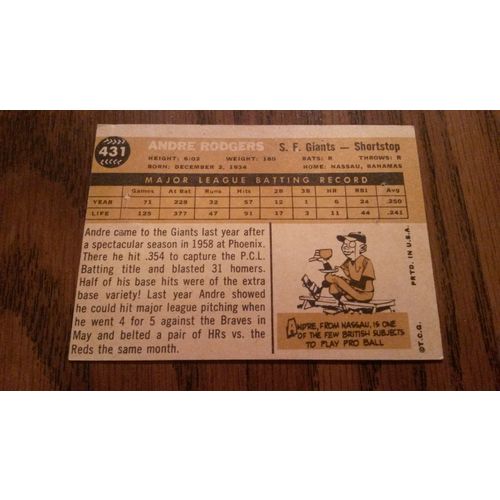 431
ANDRE RODGERS S. F. Giants — Shortstop
HEIGHT: 6/02 WEIGHT: 180 BATS: R THROWS: R
BORN: DECEMBER 2, 1934 HOME: NASSAU, BAHAMAS
MAJOR LEAGUE BATTING RECORD
Games At Bat Runs Hits 2B 3B HR RBI Avg
YEAR 71 228 32 57 12 1 6 24 .250
LIFE 125 377 47 91 17 3 11 44 .241
Andre came to the Giants last year after
a spectacular season in 1958 at Phoenix.
There he hit .354 to capture the P.C.L.
Batting title and blasted 31 homers.
Half of his base hits were of the extra
base variety! Last year Andre showed
he could hit major league pitching when
he went 4 for 5 against the Braves in
May and belted a pair of HRs vs. the
Reds the same month.
ANDRE, FROM NASSAU, IS ONE
OF THE FEW BRITISH SUBJECTS
TO PLAY PRO BALL
©T.C.G. PRTD. IN U.S.A.